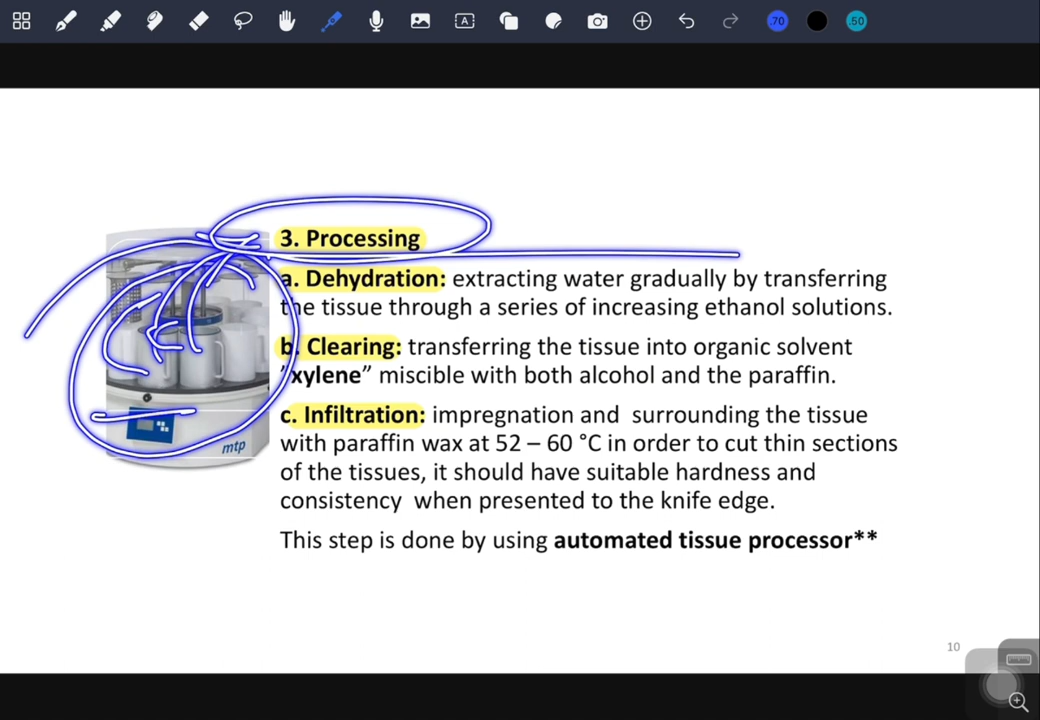 .70
.50
A
3. Processing
a. Dehydration: extracting water gradually by transferring
the tissue through a series of increasing ethanol solutions.
b. Clearing: transferring the tissue into organic solvent
"xylene" miscible with both alcohol and the paraffin.
c. Infiltration: impregnation and surrounding the tissue
with paraffin wax at 52 – 60 °C in order to cut thin sections
of the tissues, it should have suitable hardness and
consistency when presented to the knife edge.
mtp
This step is done by using automated tissue processor**
10